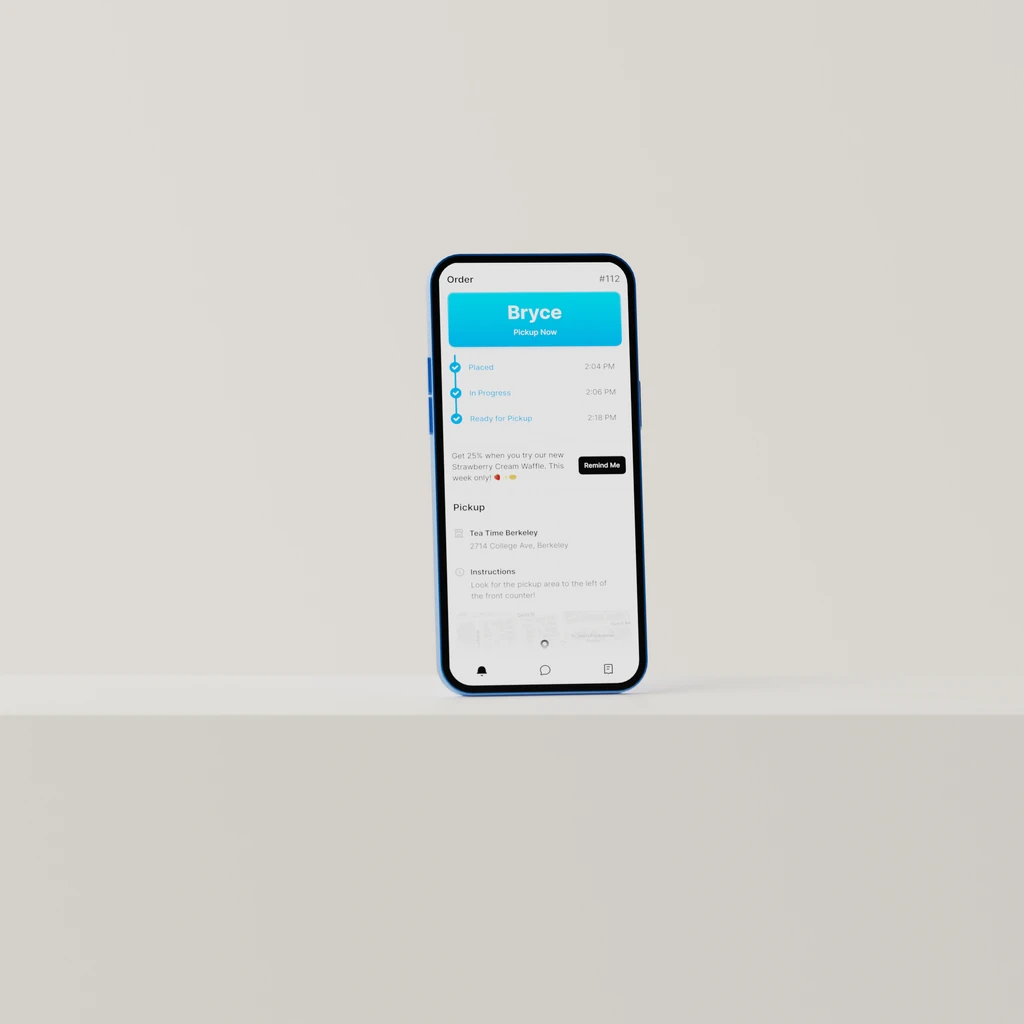 Order #112
Bryce
Pickup Now
Placed 2:04 PM
In Progress 2:06 PM
Ready for Pickup 2:18 PM
Get 25% when you try our new
Strawberry Cream Waffle. This
week only! 🍓✨🧇
Remind Me
Pickup
Tea Time Berkeley
2714 College Ave, Berkeley
Instructions
Look for the pickup area to the left of
the front counter!